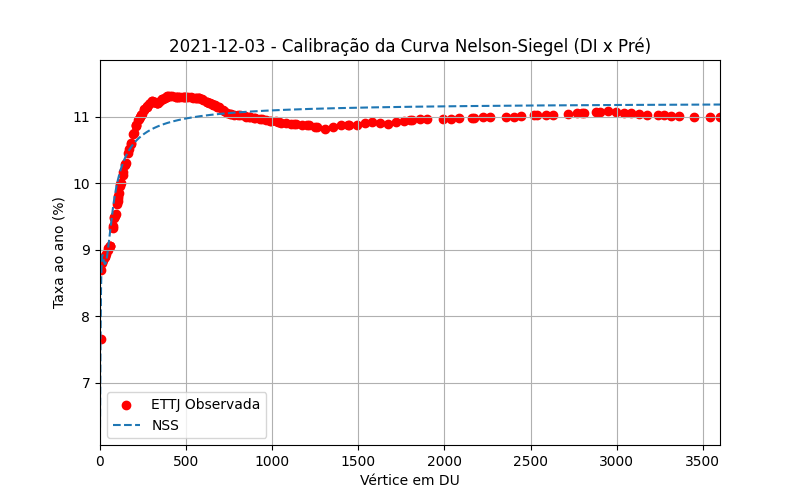 2021-12-03 - Calibração da Curva Nelson-Siegel (DI x Pré)
Taxa ao ano (%)
11
10
9
8
7
ETTJ Observada
NSS
0 500 1000 1500 2000 2500 3000 3500
Vértice em DU